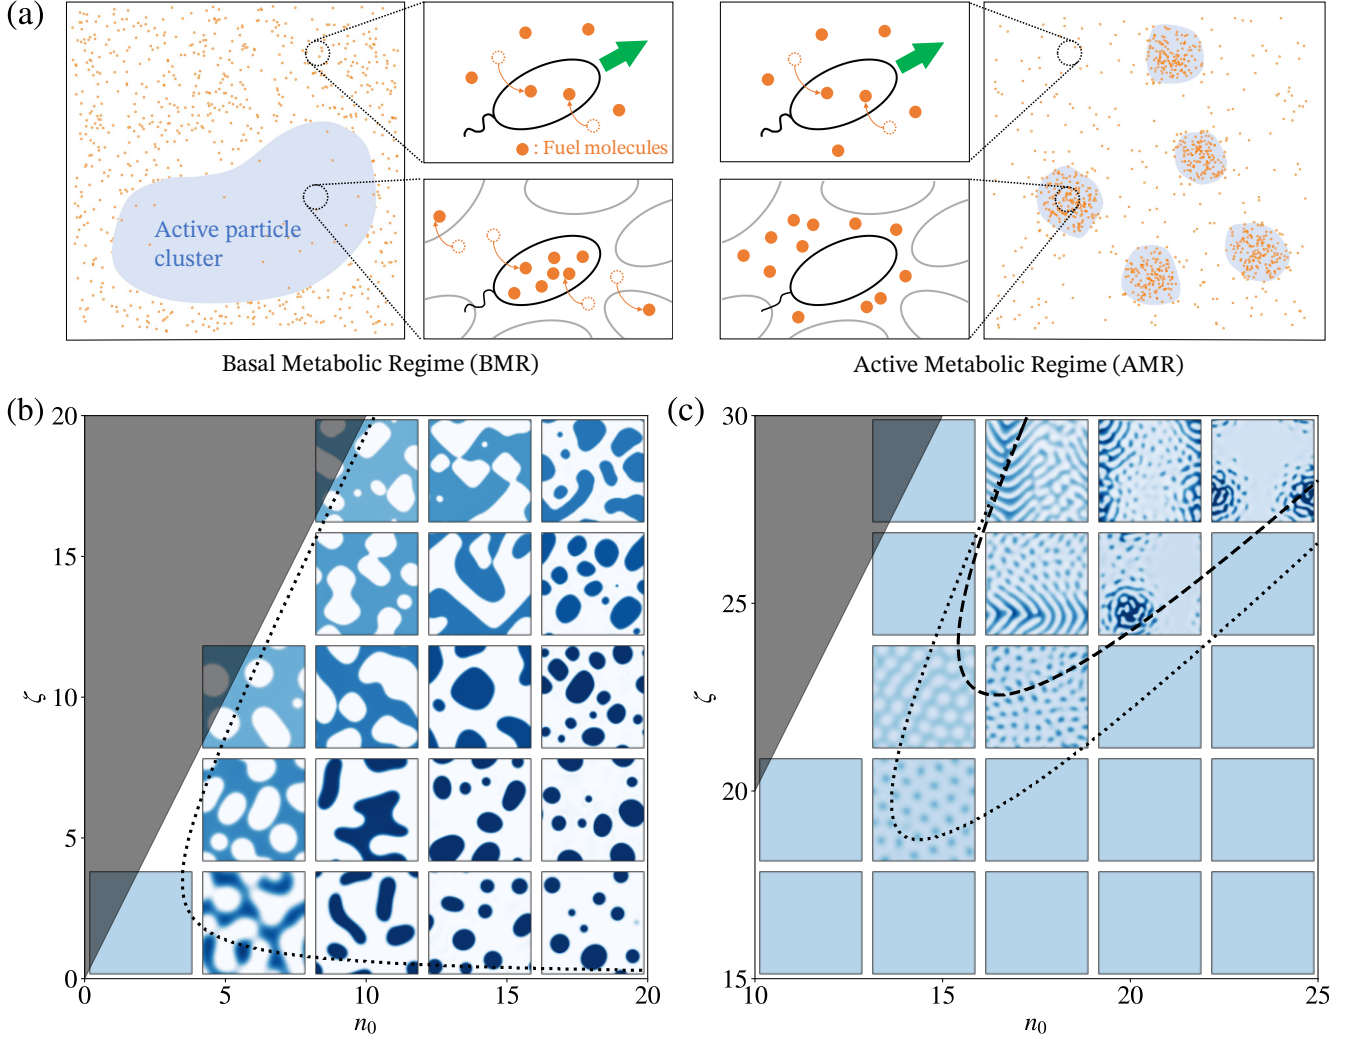 (a)
: Fuel molecules
Active particle
cluster
Basal Metabolic Regime (BMR)
Active Metabolic Regime (AMR)
(b)
20
15
10
5
0
ζ
0 5 10 15 20
n₀
(c)
30
25
20
15
ζ
10 15 20 25
n₀